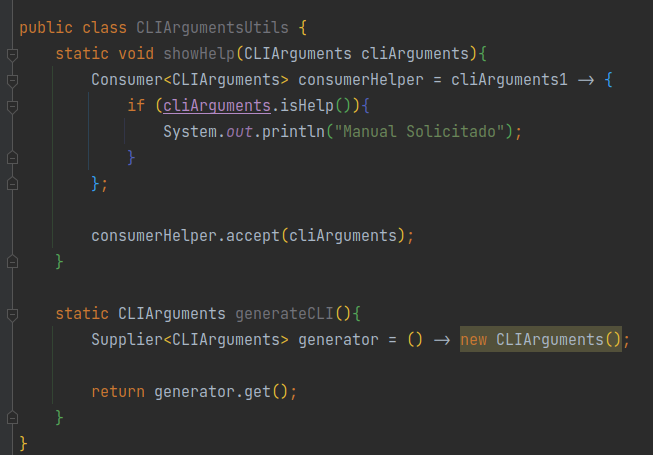 public class CLIArgumentsUtils {
    static void showHelp(CLIArguments cliArguments){
        Consumer<CLIArguments> consumerHelper = cliArguments1 -> {
            if (cliArguments.isHelp()){
                System.out.println("Manual Solicitado");
            }
        };

        consumerHelper.accept(cliArguments);
    }

    static CLIArguments generateCLI(){
        Supplier<CLIArguments> generator = () -> new CLIArguments();

        return generator.get();
    }
}